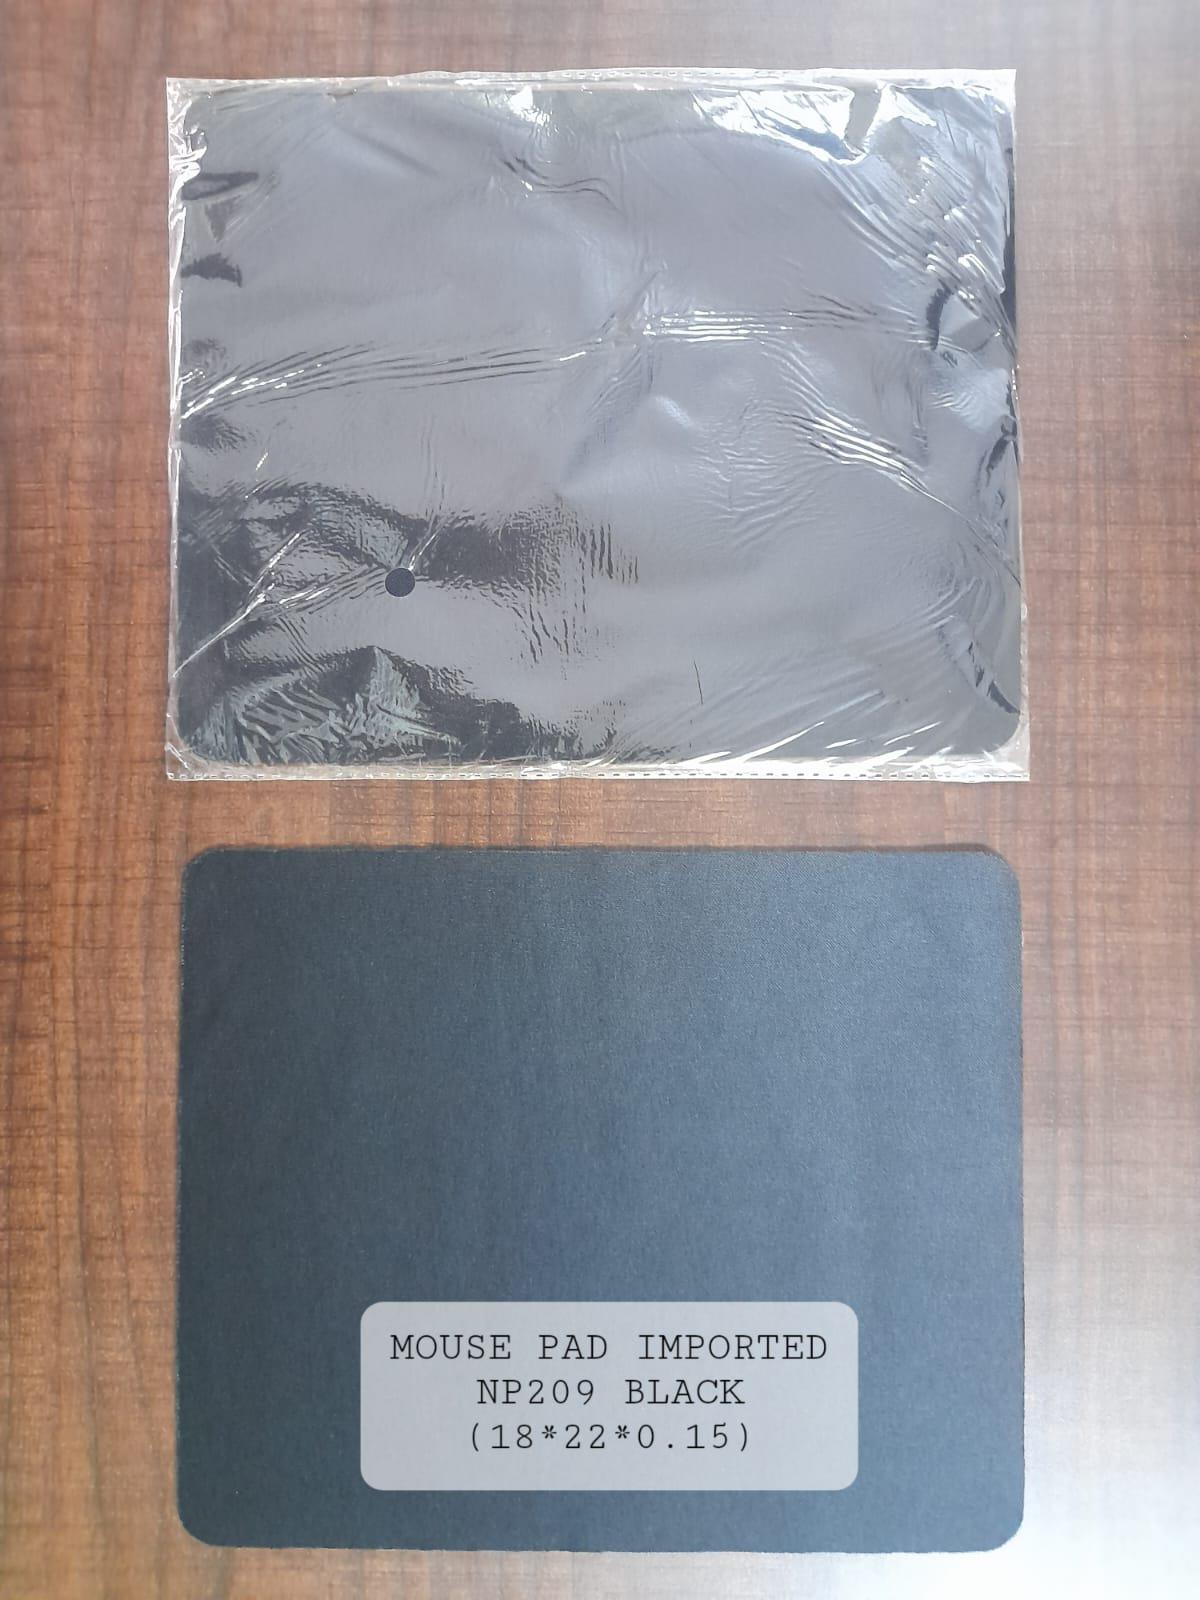 MOUSE PAD IMPORTED
NP209 BLACK
(18*22*0.15)